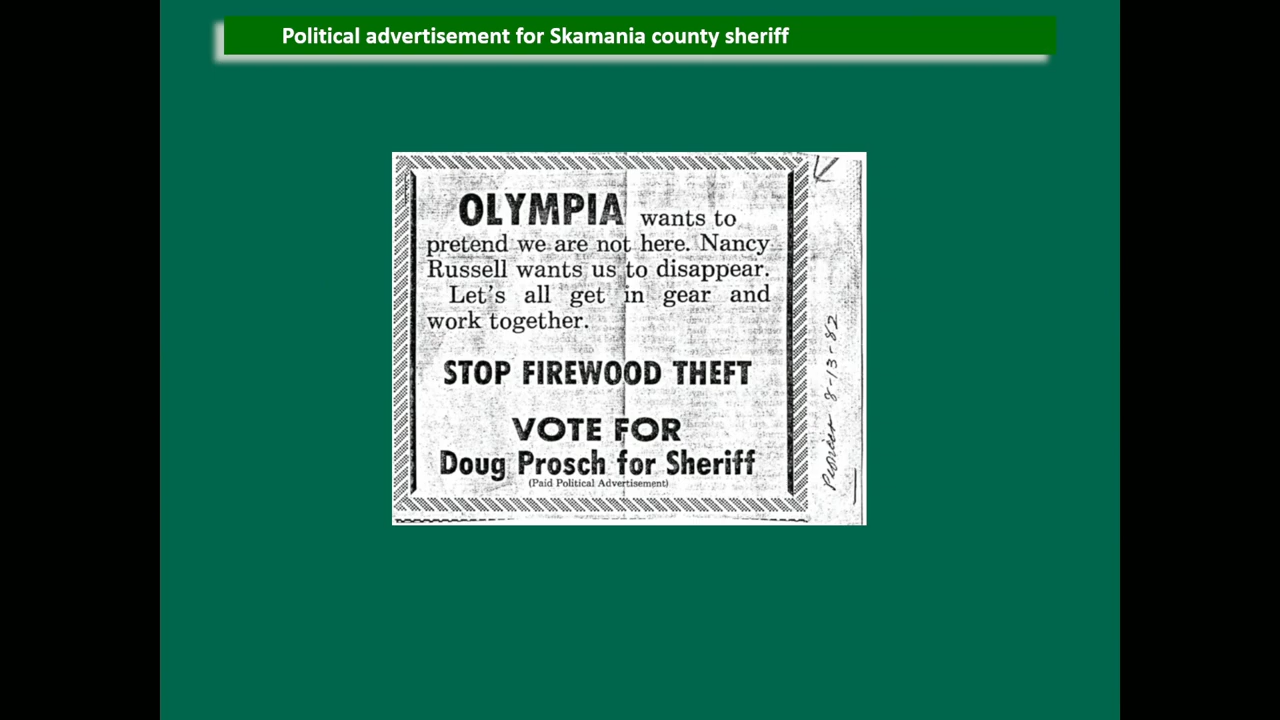 Political advertisement for Skamania county sheriff
OLYMPIA wants to
pretend we are not here. Nancy
Russell wants us to disappear.
Let's all get in gear and
work together.
STOP FIREWOOD THEFT
VOTE FOR
Doug Prosch for Sheriff
(Paid Political Advertisement)
Pioneer 8-13-82